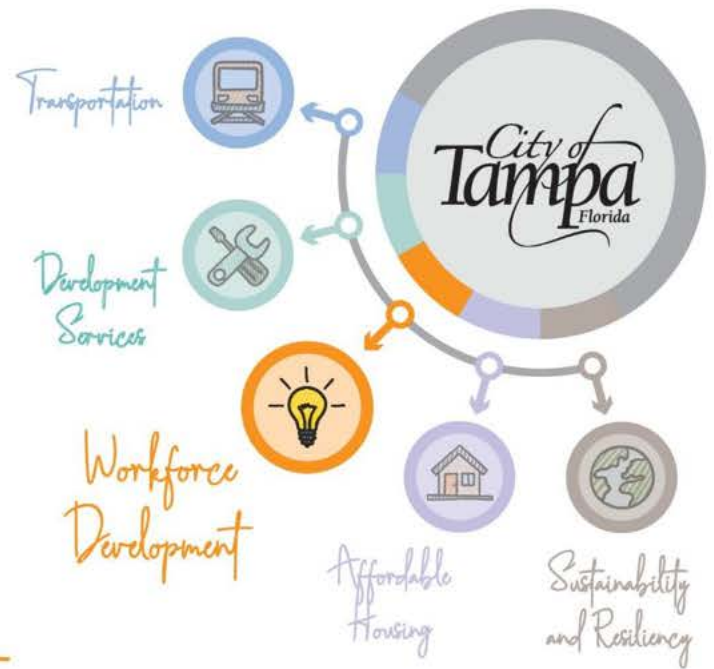 Transportation
City of
Tampa
Florida
Development
Services
Workforce
Development
Affordable
Housing
Sustainability
and Resiliency